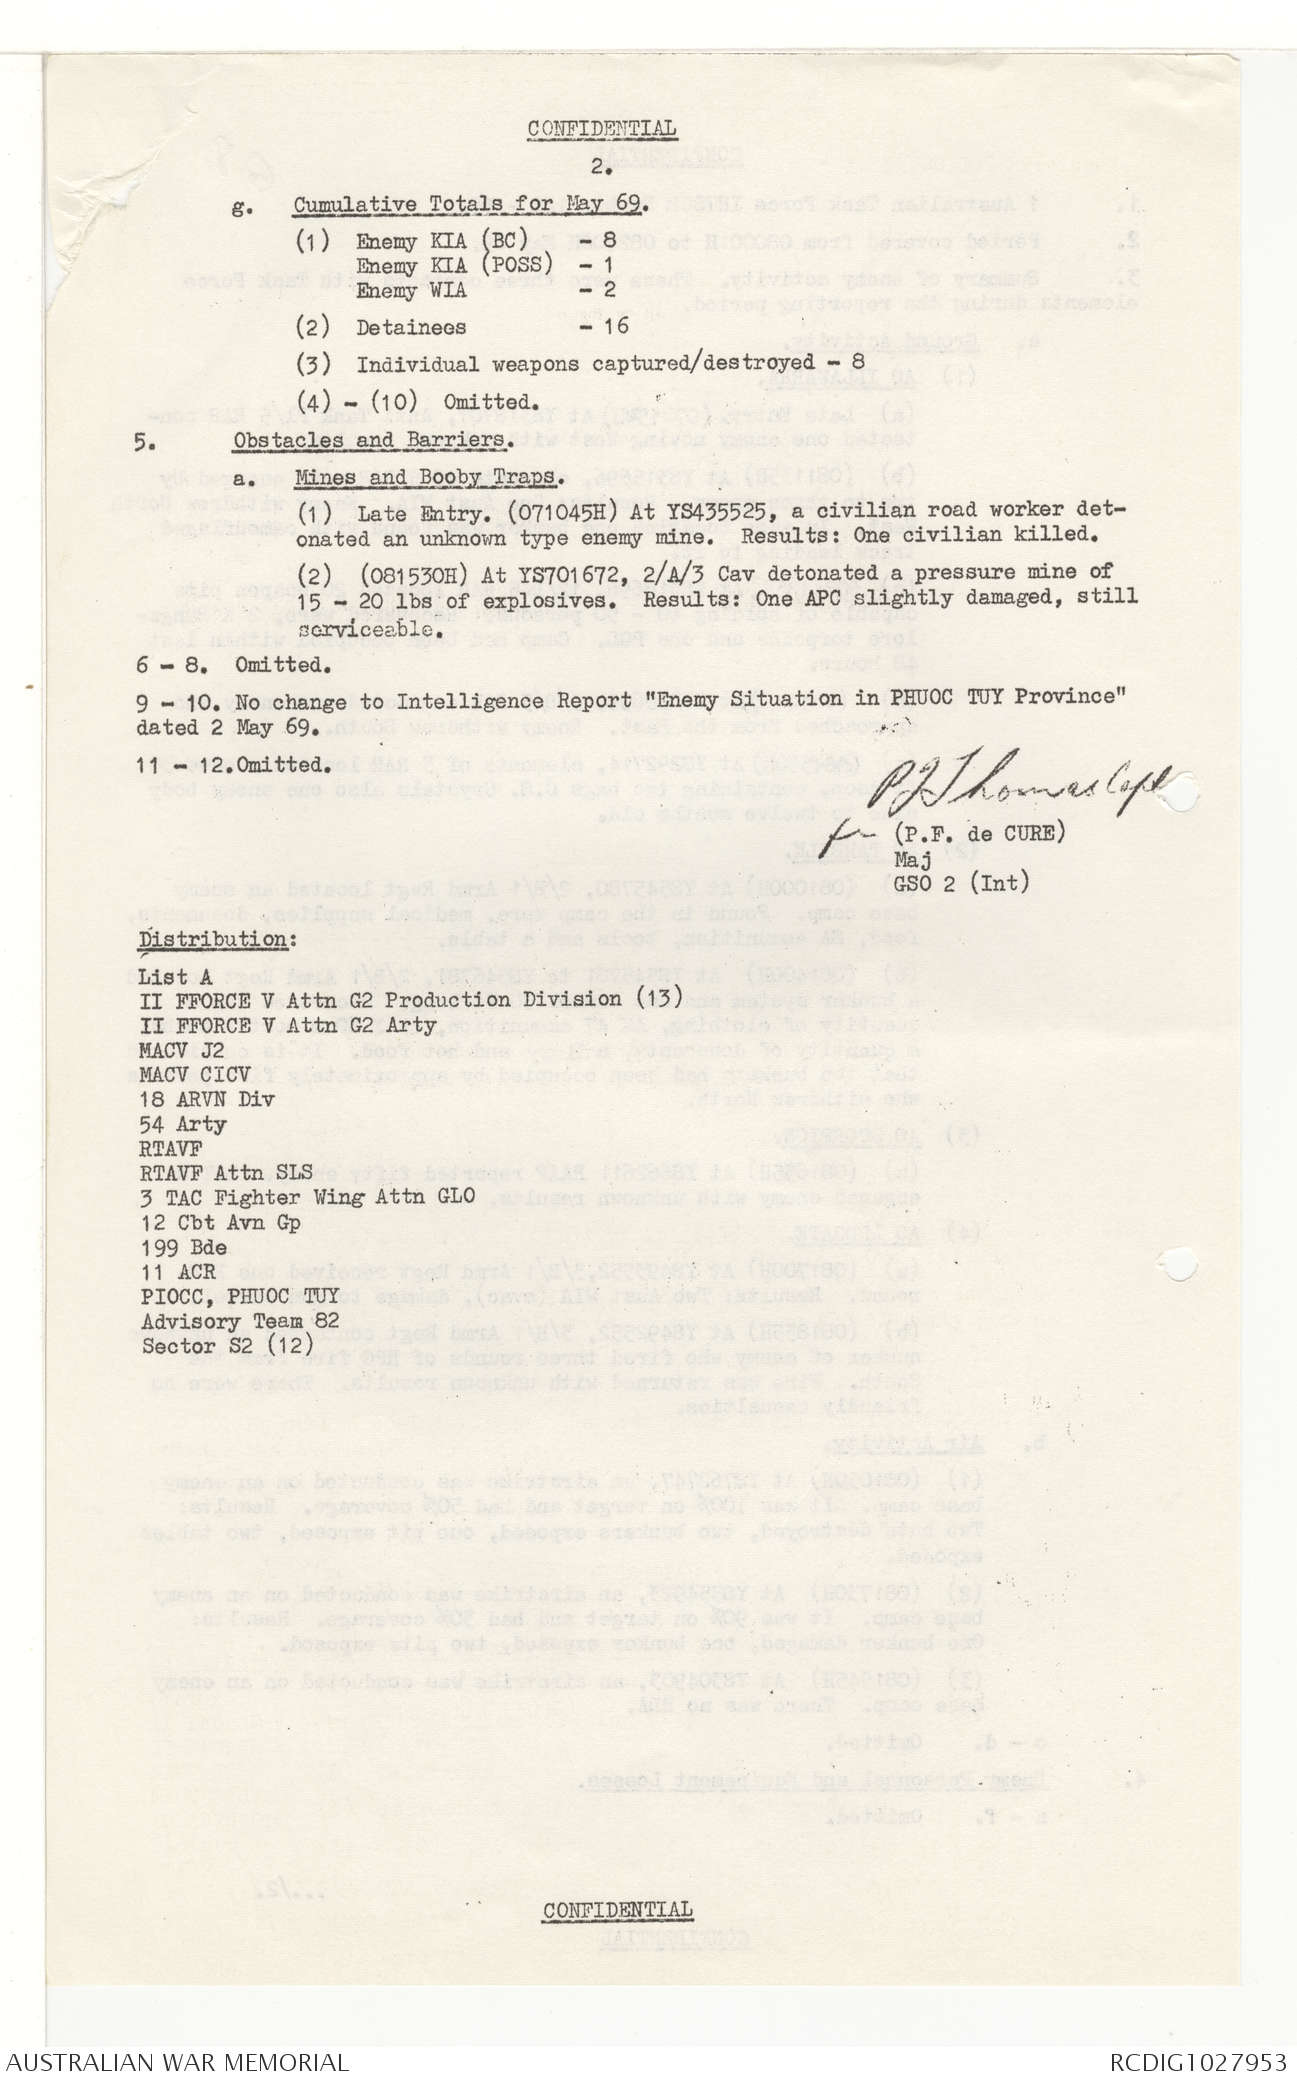 CONFIDENTIAL
2.
g. Cumulative Totals for May 69.
(1) Enemy KIA (BC) - 8
Enemy KIA (POSS) - 1
Enemy WIA - 2
(2) Detainees - 16
(3) Individual weapons captured/destroyed - 8
(4) - (10) Omitted.
5. Obstacles and Barriers.
a. Mines and Booby Traps.
(1) Late Entry. (071045H) At YS435525, a civilian road worker det-
onated an unknown type enemy mine. Results: One civilian killed.
(2) (081530H) At YS701672, 2/A/3 Cav detonated a pressure mine of
15 - 20 lbs of explosives. Results: One APC slightly damaged, still
serviceable.
6 - 8. Omitted.
9 - 10. No change to Intelligence Report "Enemy Situation in PHUOC TUY Province"
dated 2 May 69.
11 - 12. Omitted.
PJ Thomas Capt
for (P.F. de CURE)
Maj
GSO 2 (Int)
Distribution:
List A
II FFORCE V Attn G2 Production Division (13)
II FFORCE V Attn G2 Arty
MACV J2
MACV CICV
18 ARVN Div
54 Arty
RTAVF
RTAVF Attn SLS
3 TAC Fighter Wing Attn GLO
12 Cbt Avn Gp
199 Bde
11 ACR
PIOCC, PHUOC TUY
Advisory Team 82
Sector S2 (12)
CONFIDENTIAL
AUSTRALIAN WAR MEMORIAL
RCDIG1027953